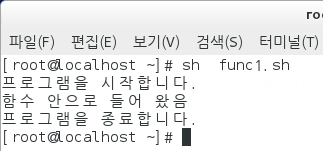 ro
파일(F) 편집(E) 보기(V) 검색(S) 터미널(T)
[root@localhost ~]# sh func1.sh
프로그램을 시작합니다.
함수 안으로 들어 왔음
프로그램을 종료합니다.
[root@localhost ~]#